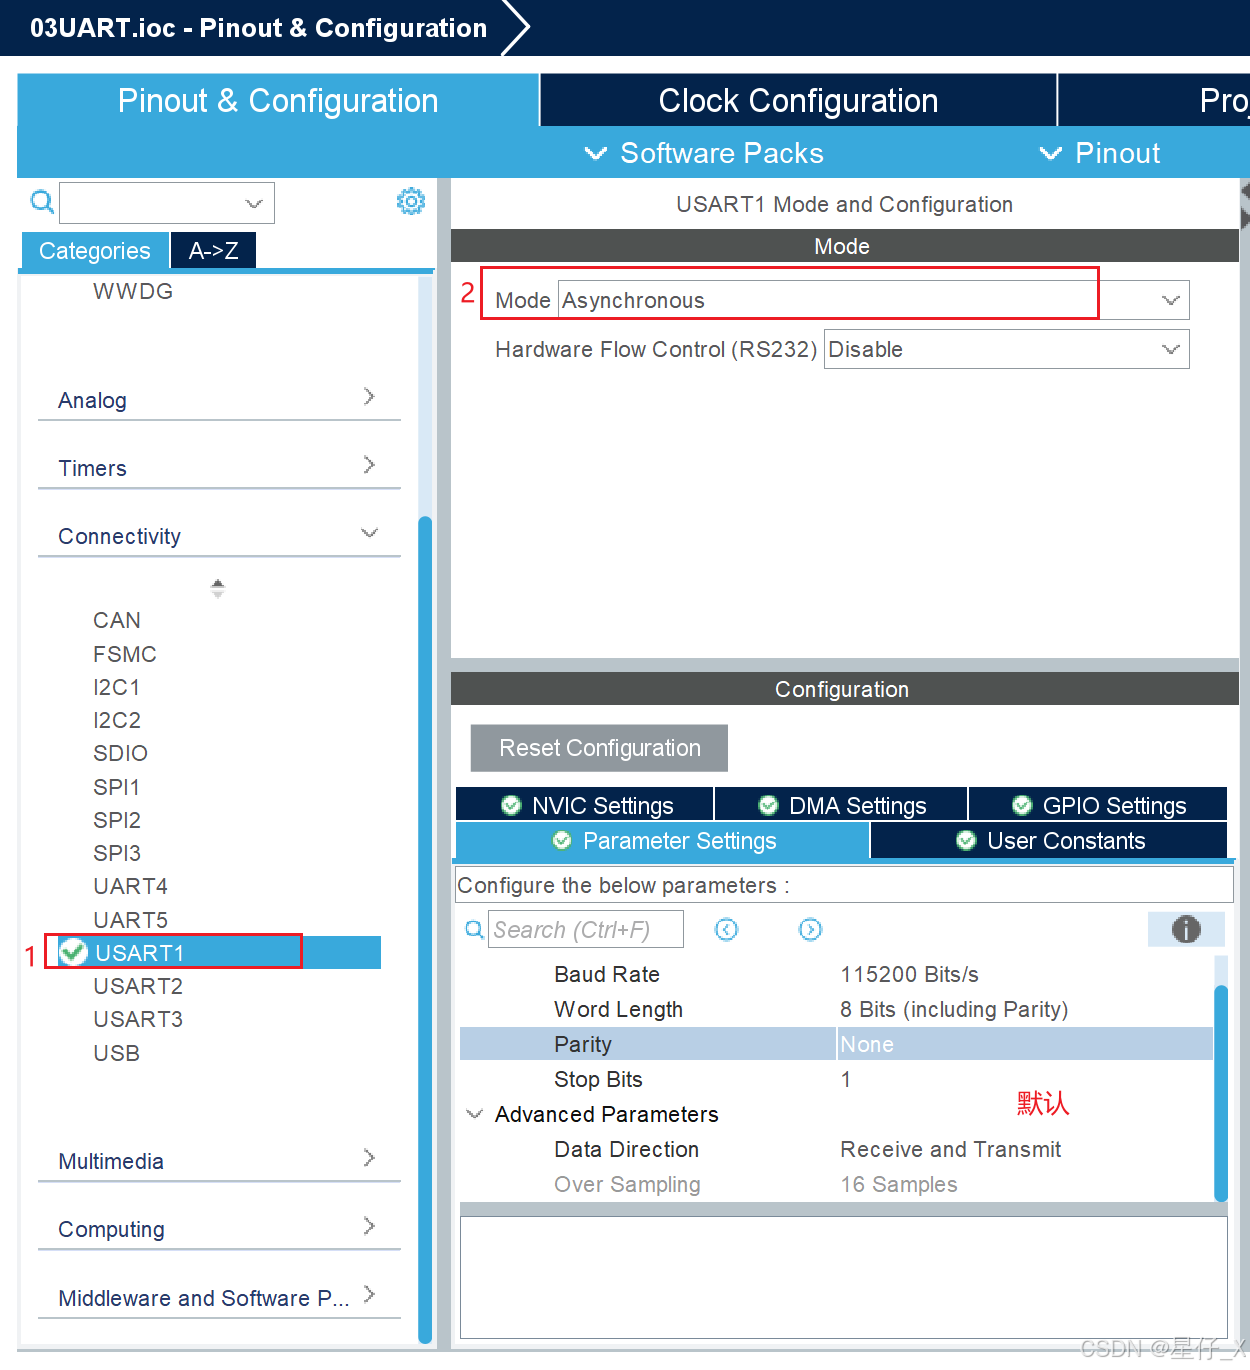 03UART.ioc - Pinout & Configuration
Pinout & Configuration
Clock Configuration
Software Packs
Pinout
Categories
A->Z
WWDG
Analog
Timers
Connectivity
CAN
FSMC
I2C1
I2C2
SDIO
SPI1
SPI2
SPI3
UART4
UART5
1 USART1
USART2
USART3
USB
Multimedia
Computing
Middleware and Software P...
USART1 Mode and Configuration
Mode
2 Mode Asynchronous
Hardware Flow Control (RS232) Disable
Configuration
Reset Configuration
NVIC Settings
DMA Settings
GPIO Settings
Parameter Settings
User Constants
Configure the below parameters :
Search (Ctrl+F)
Baud Rate 115200 Bits/s
Word Length 8 Bits (including Parity)
Parity None
Stop Bits 1
默认
Advanced Parameters
Data Direction Receive and Transmit
Over Sampling 16 Samples
CSDN @星仔_X